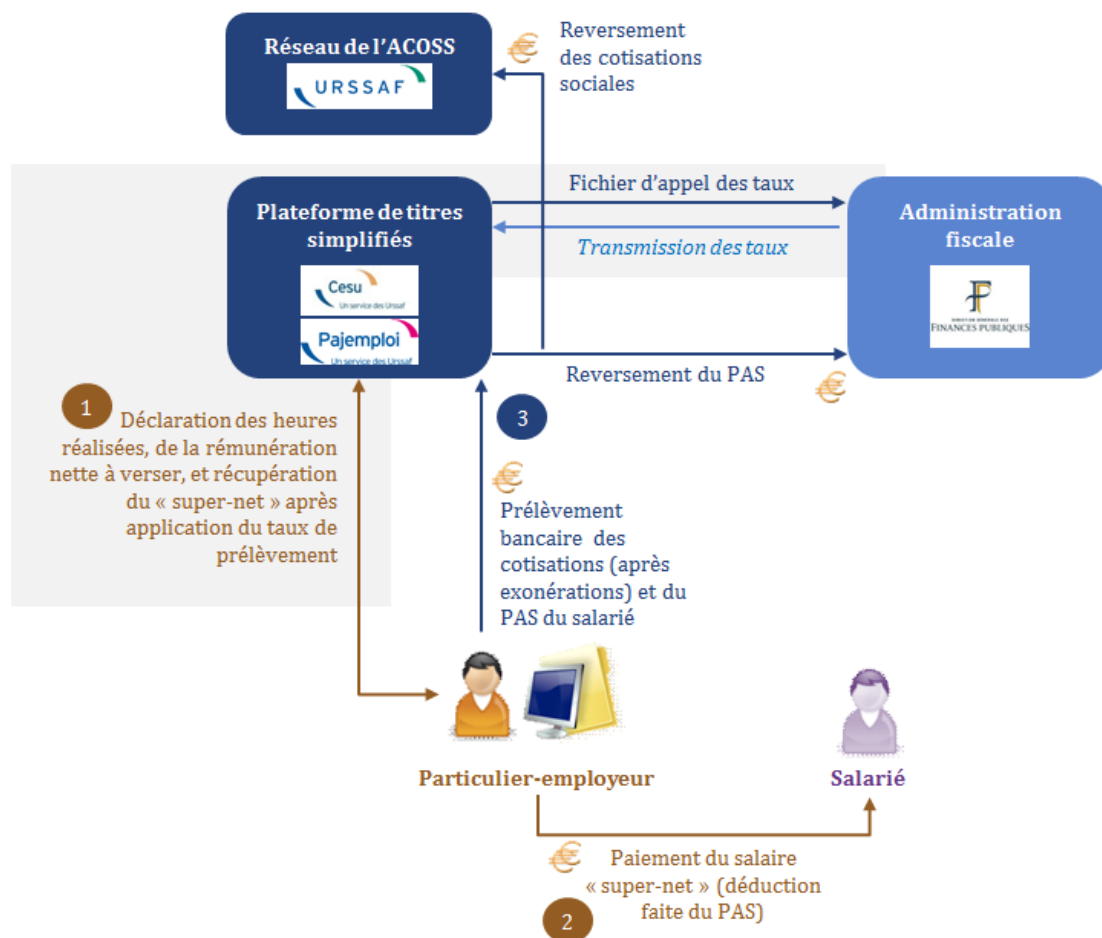 Réseau de l'ACOSS
URSSAF
Reversement
des cotisations
sociales
Plateforme de titres
simplifiés
Cesu
Un service des Urssaf
Pajemploi
Un service des Urssaf
Fichier d'appel des taux
Transmission des taux
Administration
fiscale
DIRECTION GÉNÉRALE DES
FINANCES PUBLIQUES
Reversement du PAS
1
Déclaration des heures
réalisées, de la rémunération
nette à verser, et récupération
du « super-net » après
application du taux de
prélèvement
3
Prélèvement
bancaire des
cotisations (après
exonérations) et du
PAS du salarié
Particulier-employeur
Salarié
Paiement du salaire
« super-net » (déduction
faite du PAS)
2